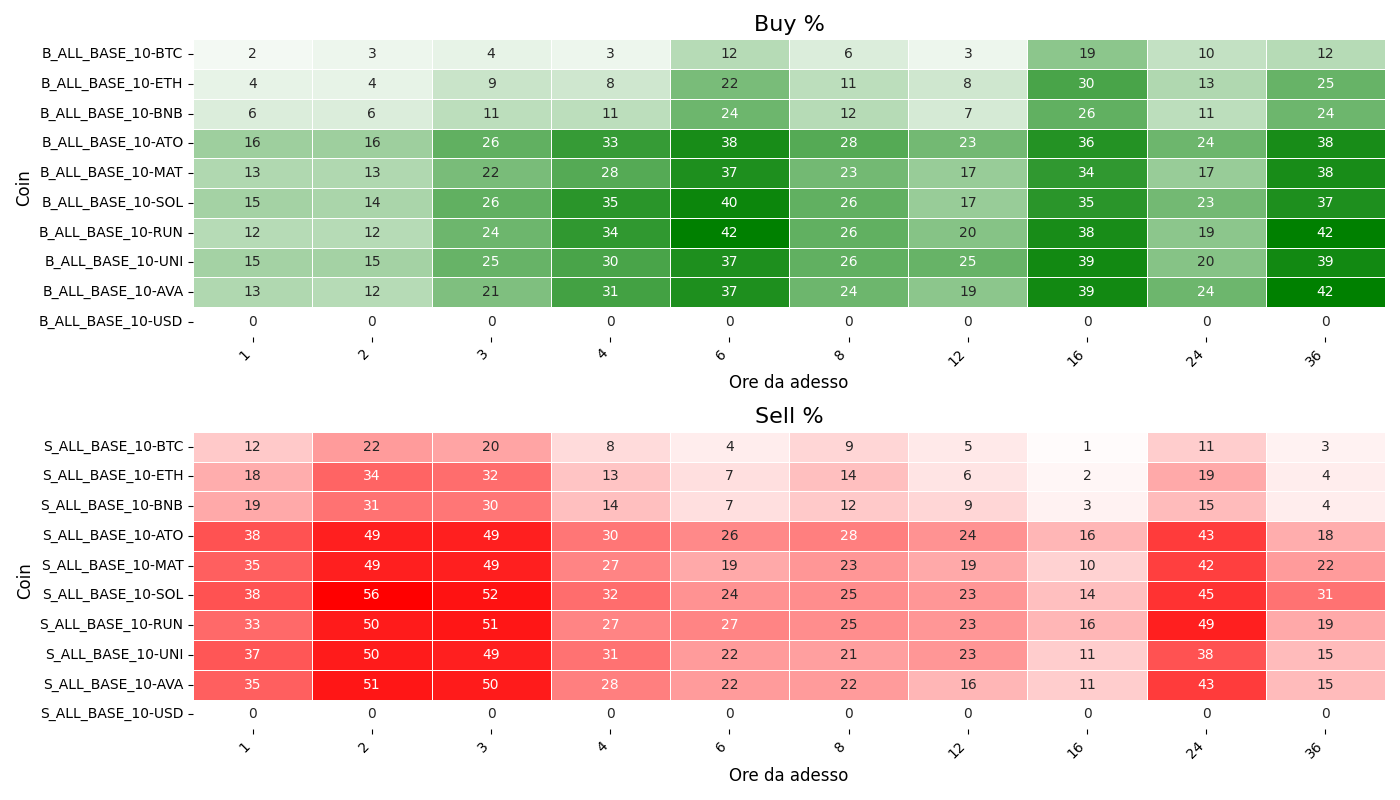 Buy %
Coin
B_ALL_BASE_10-BTC 2 3 4 3 12 6 3 19 10 12
B_ALL_BASE_10-ETH 4 4 9 8 22 11 8 30 13 25
B_ALL_BASE_10-BNB 6 6 11 11 24 12 7 26 11 24
B_ALL_BASE_10-ATO 16 16 26 33 38 28 23 36 24 38
B_ALL_BASE_10-MAT 13 13 22 28 37 23 17 34 17 38
B_ALL_BASE_10-SOL 15 14 26 35 40 26 17 35 23 37
B_ALL_BASE_10-RUN 12 12 24 34 42 26 20 38 19 42
B_ALL_BASE_10-UNI 15 15 25 30 37 26 25 39 20 39
B_ALL_BASE_10-AVA 13 12 21 31 37 24 19 39 24 42
B_ALL_BASE_10-USD 0 0 0 0 0 0 0 0 0 0
1 2 3 4 6 8 12 16 24 36
Ore da adesso
Sell %
Coin
S_ALL_BASE_10-BTC 12 22 20 8 4 9 5 1 11 3
S_ALL_BASE_10-ETH 18 34 32 13 7 14 6 2 19 4
S_ALL_BASE_10-BNB 19 31 30 14 7 12 9 3 15 4
S_ALL_BASE_10-ATO 38 49 49 30 26 28 24 16 43 18
S_ALL_BASE_10-MAT 35 49 49 27 19 23 19 10 42 22
S_ALL_BASE_10-SOL 38 56 52 32 24 25 23 14 45 31
S_ALL_BASE_10-RUN 33 50 51 27 27 25 23 16 49 19
S_ALL_BASE_10-UNI 37 50 49 31 22 21 23 11 38 15
S_ALL_BASE_10-AVA 35 51 50 28 22 22 16 11 43 15
S_ALL_BASE_10-USD 0 0 0 0 0 0 0 0 0 0
1 2 3 4 6 8 12 16 24 36
Ore da adesso